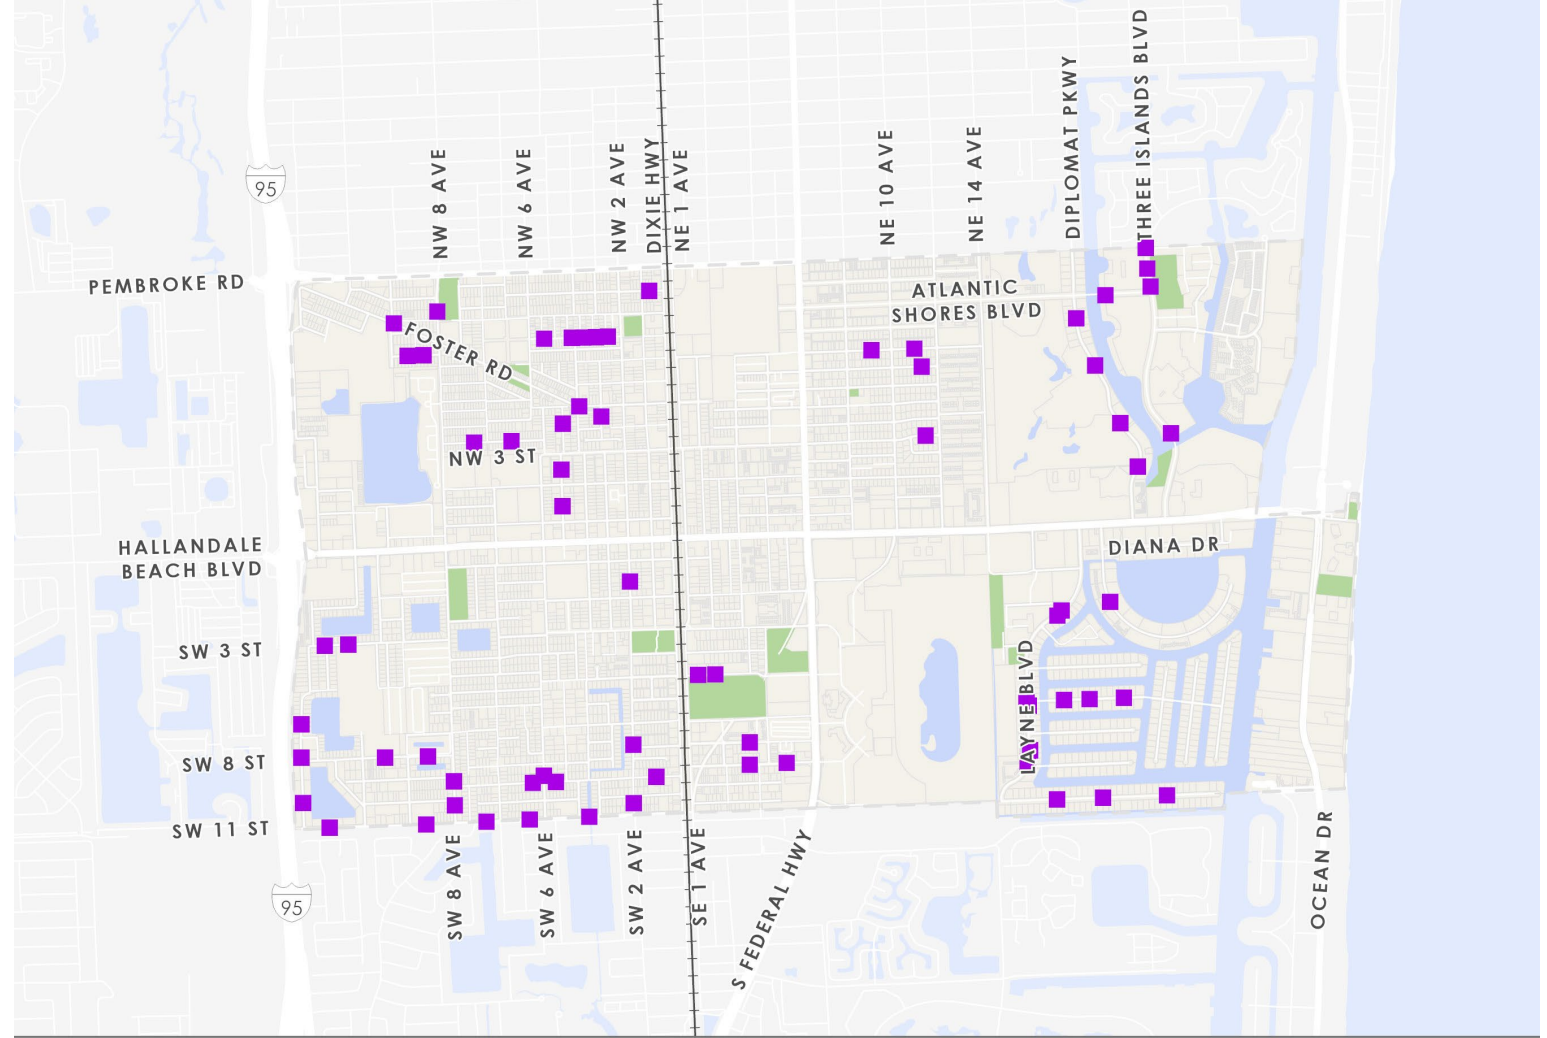 THREE ISLANDS BLVD
DIPLOMAT PKWY
NW 8 AVE
NW 6 AVE
NW 2 AVE
DIXIE HWY
NE 1 AVE
NE 10 AVE
NE 14 AVE
95
PEMBROKE RD
ATLANTIC
SHORES BLVD
FOSTER RD
NW 3 ST
HALLANDALE
BEACH BLVD
DIANA DR
SW 3 ST
LAYNE BLVD
SW 8 ST
SW 11 ST
SW 8 AVE
SW 6 AVE
SW 2 AVE
SE 1 AVE
S FEDERAL HWY
OCEAN DR
95